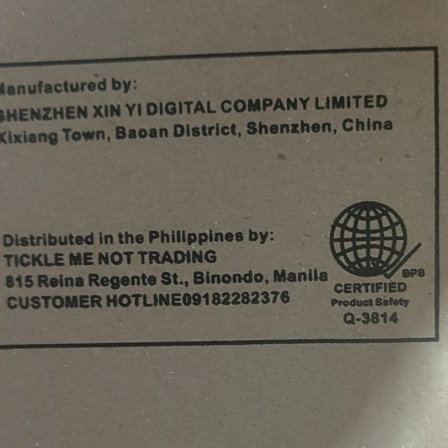 Manufactured by:
SHENZHEN XIN YI DIGITAL COMPANY LIMITED
Xixiang Town, Baoan District, Shenzhen, China
Distributed in the Philippines by:
TICKLE ME NOT TRADING
815 Reina Regente St., Binondo, Manila
CUSTOMER HOTLINE09182282376
BPS
CERTIFIED
Product Safety
Q-3814